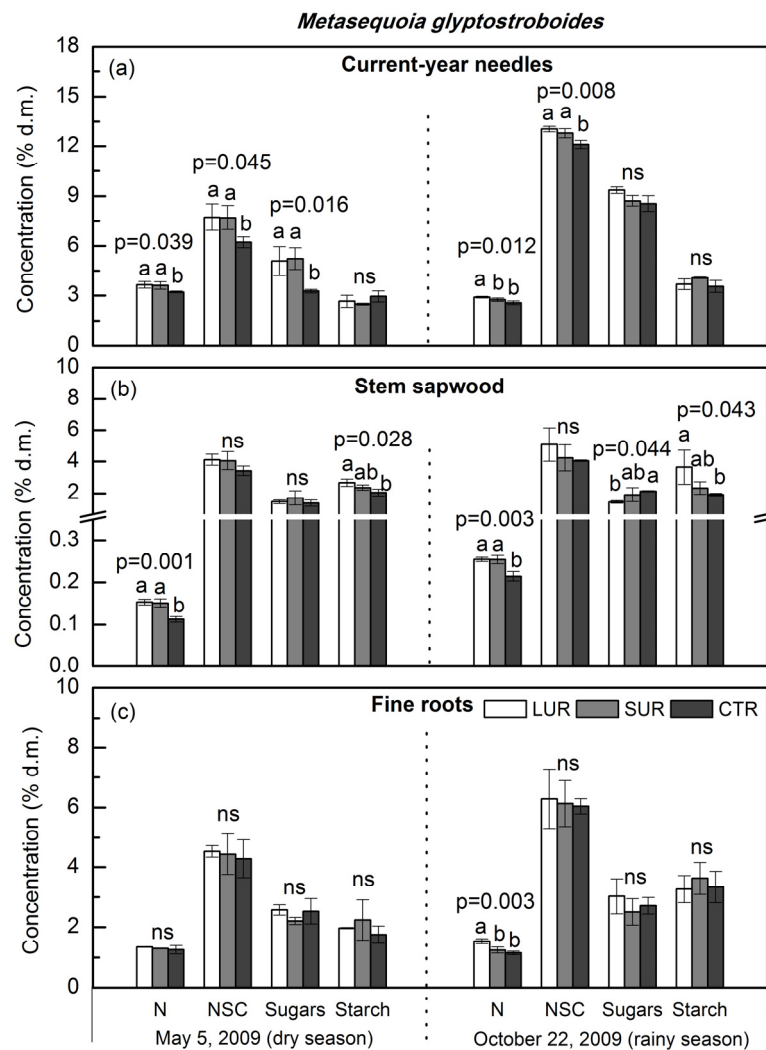 Metasequoia glyptostroboides
(a)
Current-year needles
Concentration (% d.m.)
18
15
12
9
6
3
0
p=0.039
a a b
p=0.045
a a b
p=0.016
a a b
ns
p=0.012
a b b
p=0.008
a a b
ns
ns
(b)
Stem sapwood
Concentration (% d.m.)
10
8
6
4
2
0.3
0.2
0.1
0.0
p=0.001
a a b
ns
ns
p=0.028
a ab b
p=0.003
a a b
ns
p=0.044
b ab a
p=0.043
a ab b
(c)
Fine roots
LUR SUR CTR
Concentration (% d.m.)
10
8
6
4
2
0
ns
ns
ns
ns
p=0.003
a b b
ns
ns
ns
N NSC Sugars Starch N NSC Sugars Starch
May 5, 2009 (dry season) October 22, 2009 (rainy season)